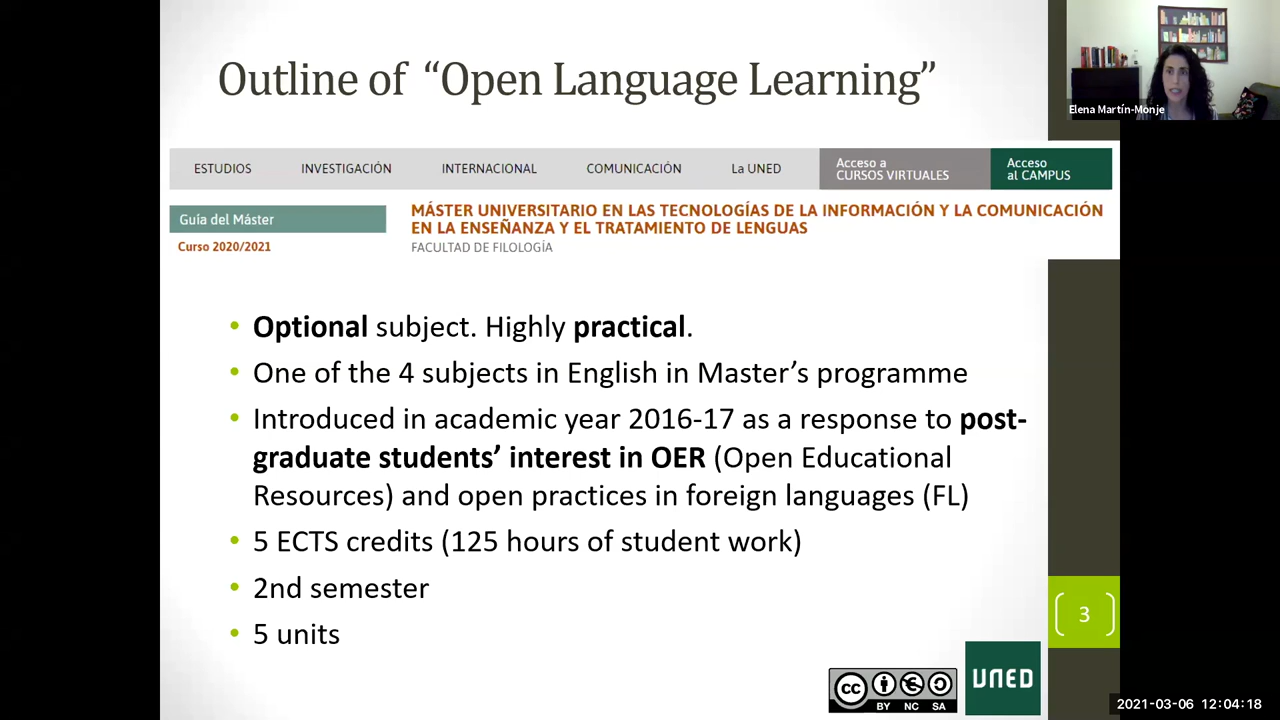 Outline of “Open Language Learning”
Elena Martín-Monje
ESTUDIOS INVESTIGACIÓN INTERNACIONAL COMUNICACIÓN La UNED Acceso a CURSOS VIRTUALES Acceso al CAMPUS
Guía del Máster
Curso 2020/2021
MÁSTER UNIVERSITARIO EN LAS TECNOLOGÍAS DE LA INFORMACIÓN Y LA COMUNICACIÓN
EN LA ENSEÑANZA Y EL TRATAMIENTO DE LENGUAS
FACULTAD DE FILOLOGÍA
• Optional subject. Highly practical.
• One of the 4 subjects in English in Master’s programme
• Introduced in academic year 2016-17 as a response to post-
graduate students’ interest in OER (Open Educational
Resources) and open practices in foreign languages (FL)
• 5 ECTS credits (125 hours of student work)
• 2nd semester
• 5 units
3
cc BY NC SA
UNED
2021-03-06 12:04:18